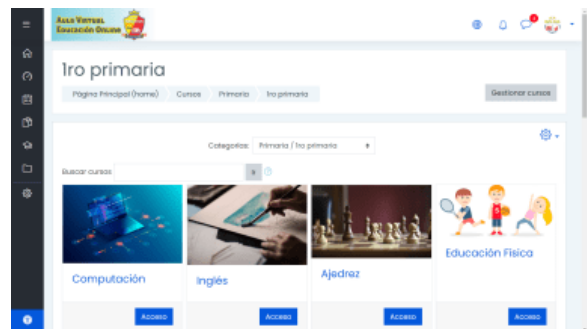 Aula Virtual
Educación Online
1ro primaria
Página Principal (home) Cursos Primaria 1ro primaria
Gestionar cursos
Categorías: Primaria / 1ro primaria
Buscar cursos
Computación
Inglés
Ajedrez
Educación Física
Acceso
Acceso
Acceso
Acceso